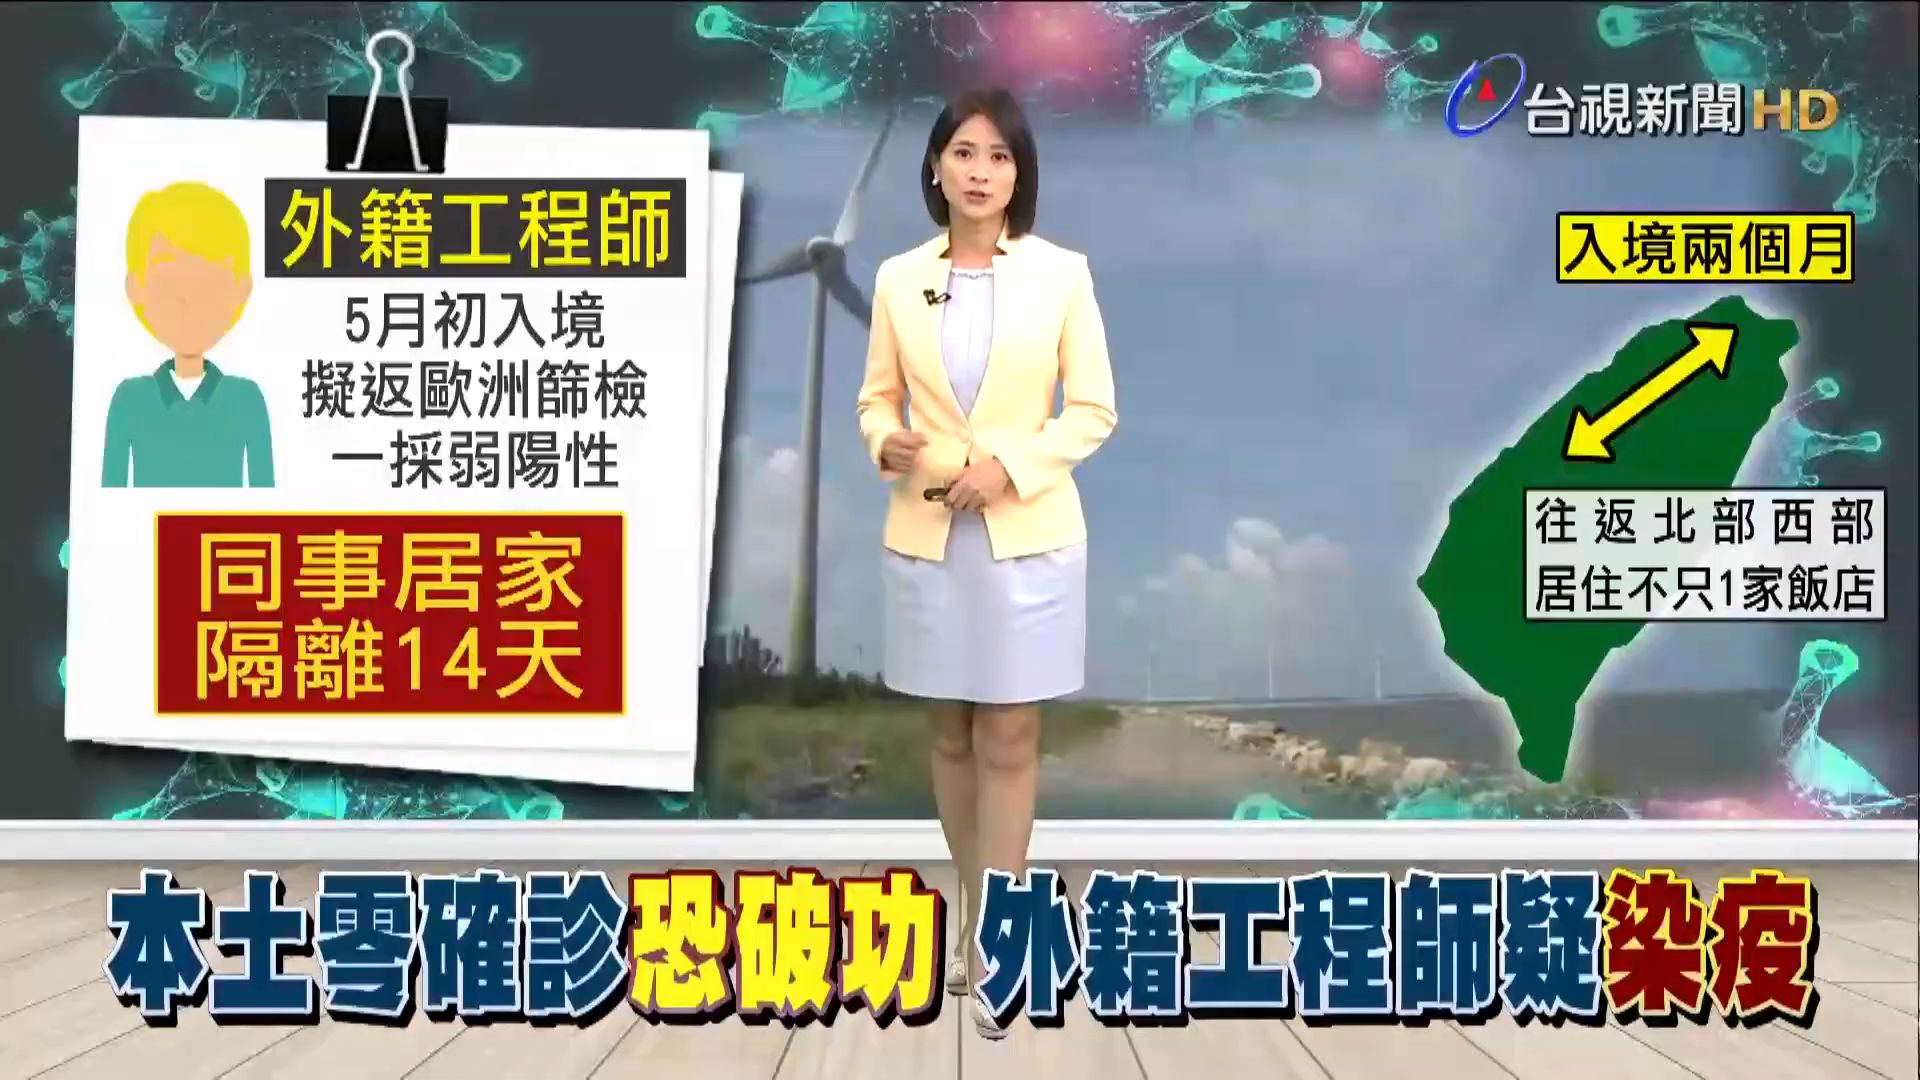 台視新聞HD
外籍工程師
5月初入境
擬返歐洲篩檢
一採弱陽性
同事居家
隔離14天
入境兩個月
往返北部西部
居住不只1家飯店
本土零確診恐破功 外籍工程師疑染疫